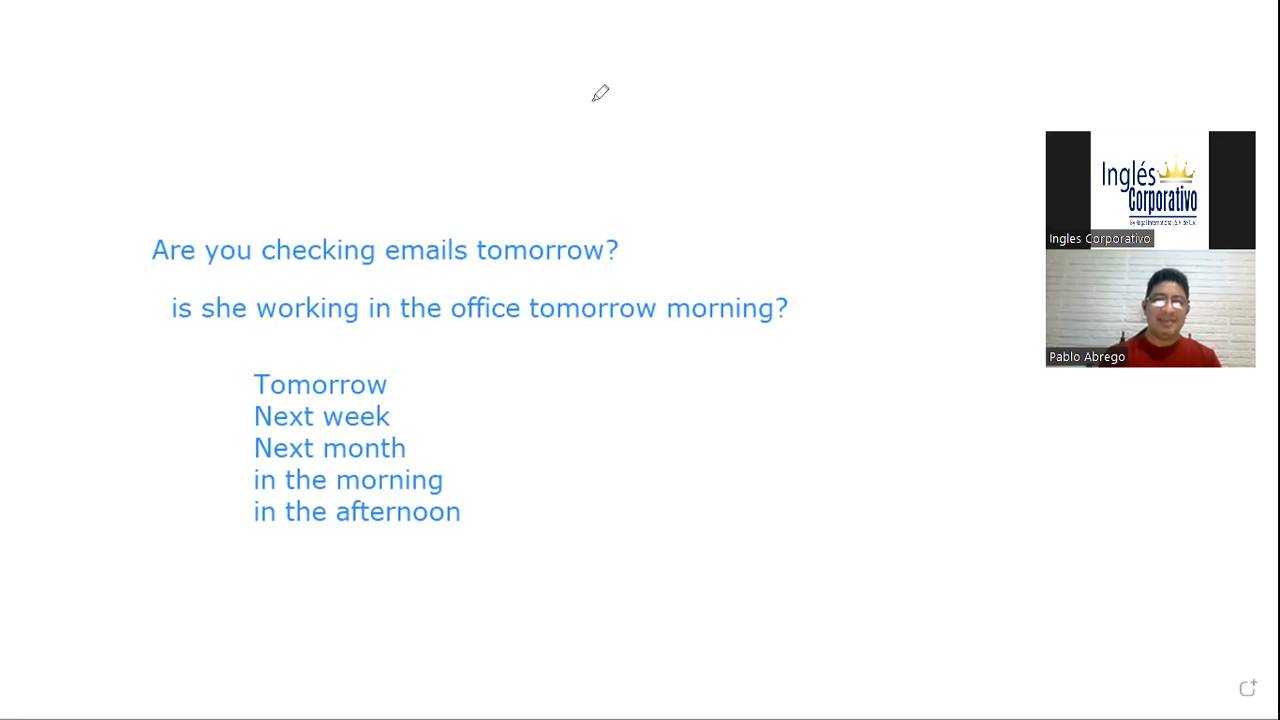 Are you checking emails tomorrow?
is she working in the office tomorrow morning?
Tomorrow
Next week
Next month
in the morning
in the afternoon
Inglés
Corporativo
Ingles Corporativo
Pablo Abrego